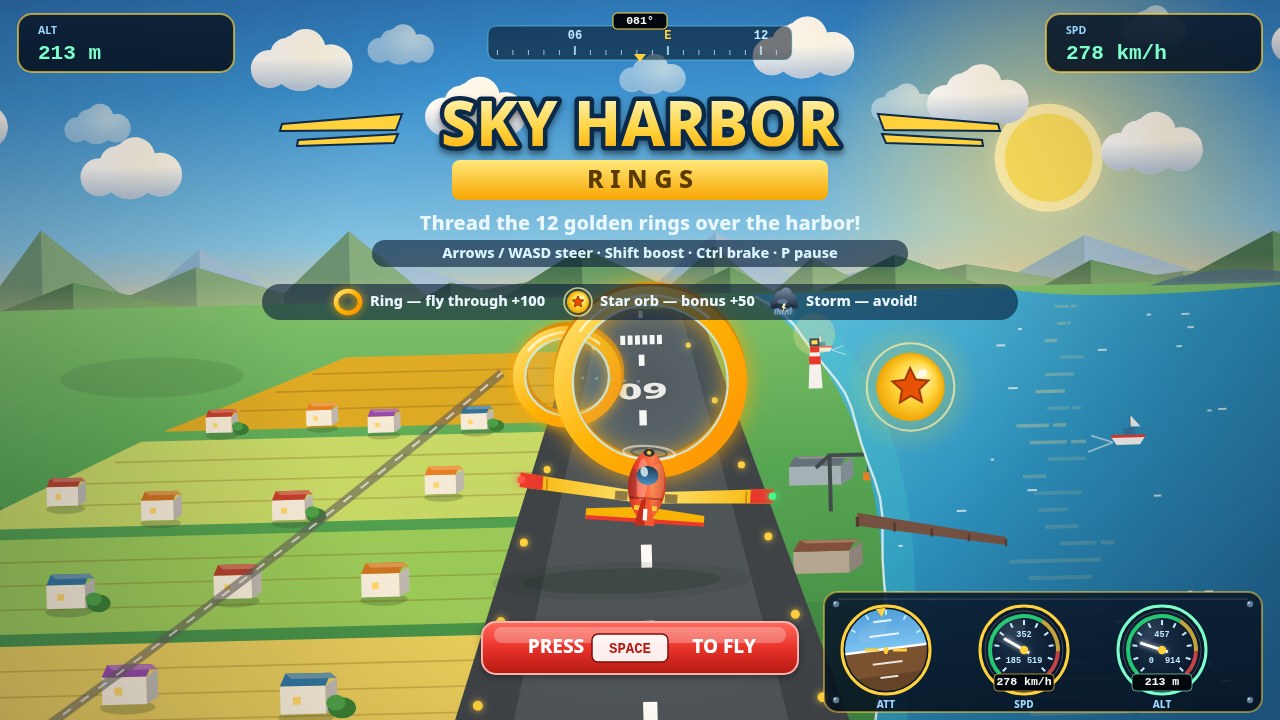 ALT
213 m
081°
06 E 12
SPD
278 km/h
SKY HARBOR
RINGS
Thread the 12 golden rings over the harbor!
Arrows / WASD steer · Shift boost · Ctrl brake · P pause
Ring — fly through +100
Star orb — bonus +50
Storm — avoid!
09
PRESS SPACE TO FLY
352
185 519
278 km/h
457
0 914
213 m
ATT
SPD
ALT